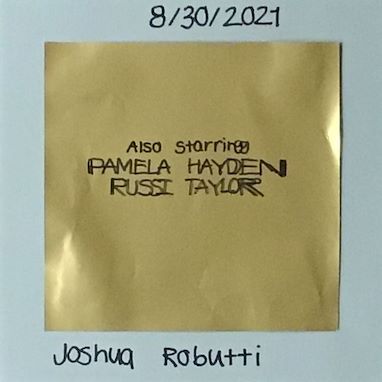 8/30/2021
Also Starring
PAMELA HAYDEN
RUSSI TAYLOR
Joshua Robutti